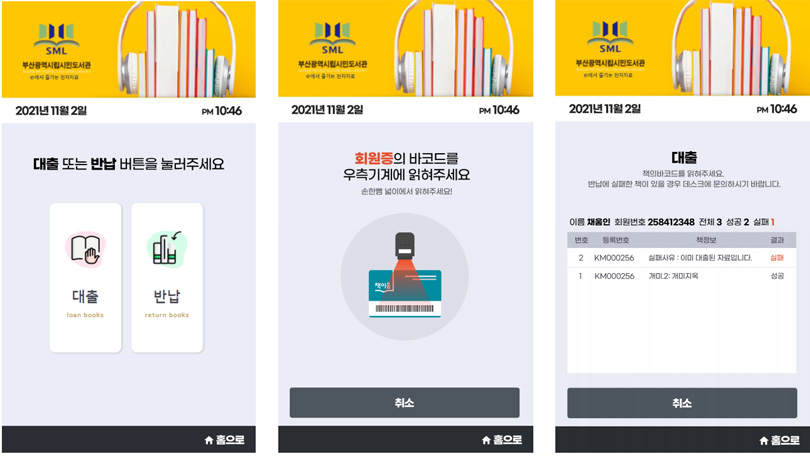 SML
부산광역시립시민도서관
e에서 즐기는 전자자료
2021년 11월 2일
PM 10:46
대출 또는 반납 버튼을 눌러주세요
대출
loan books
반납
return books
홈으로
SML
부산광역시립시민도서관
e에서 즐기는 전자자료
2021년 11월 2일
PM 10:46
회원증의 바코드를
우측기계에 읽혀주세요
손한뼘 넓이에서 읽혀주세요!
책이음
취소
홈으로
SML
부산광역시립시민도서관
e에서 즐기는 전자자료
2021년 11월 2일
PM 10:46
대출
책의바코드를 읽혀주세요.
반납에 실패한 책이 있을 경우 데스크에 문의하시기 바랍니다.
이름 채움인 회원번호 258412348 전체 3 성공 2 실패 1
번호 등록번호 책정보 결과
2 KM000256 실패사유 : 이미 대출된 자료입니다. 실패
1 KM000256 개미.2: 개미지옥 성공
취소
홈으로